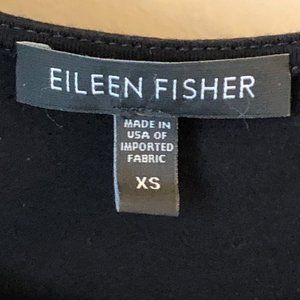 EILEEN FISHER
MADE IN
USA OF
IMPORTED
FABRIC
XS